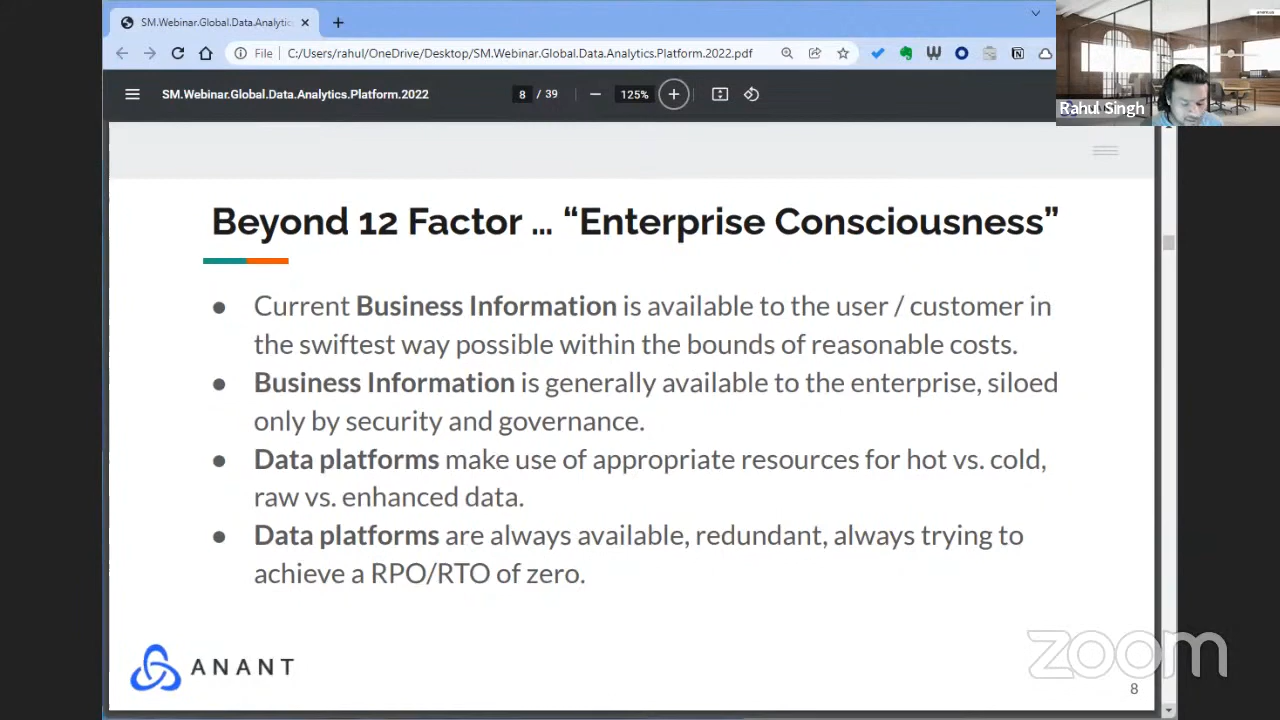 SM.Webinar.Global.Data.Analytics
File
C:/Users/rahul/OneDrive/Desktop/SM.Webinar.Global.Data.Analytics.Platform.2022.pdf
SM.Webinar.Global.Data.Analytics.Platform.2022
8 / 39
125%
Rahul Singh
Beyond 12 Factor ... “Enterprise Consciousness”
● Current Business Information is available to the user / customer in
the swiftest way possible within the bounds of reasonable costs.
● Business Information is generally available to the enterprise, siloed
only by security and governance.
● Data platforms make use of appropriate resources for hot vs. cold,
raw vs. enhanced data.
● Data platforms are always available, redundant, always trying to
achieve a RPO/RTO of zero.
ANANT
zoom
8